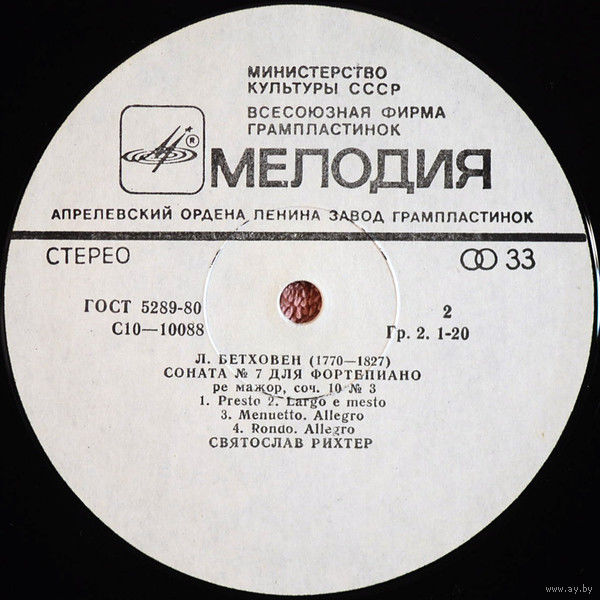 МИНИСТЕРСТВО
КУЛЬТУРЫ СССР
ВСЕСОЮЗНАЯ ФИРМА
ГРАМПЛАСТИНОК
®
МЕЛОДИЯ
АПРЕЛЕВСКИЙ ОРДЕНА ЛЕНИНА ЗАВОД ГРАМПЛАСТИНОК
СТЕРЕО
33
ГОСТ 5289-80
С10—10088
2
Гр. 2. 1-20
Л. БЕТХОВЕН (1770—1827)
СОНАТА № 7 ДЛЯ ФОРТЕПИАНО
ре мажор, соч. 10 № 3
1. Presto 2. Largo e mesto
3. Menuetto. Allegro
4. Rondo. Allegro
СВЯТОСЛАВ РИХТЕР
www.ay.by